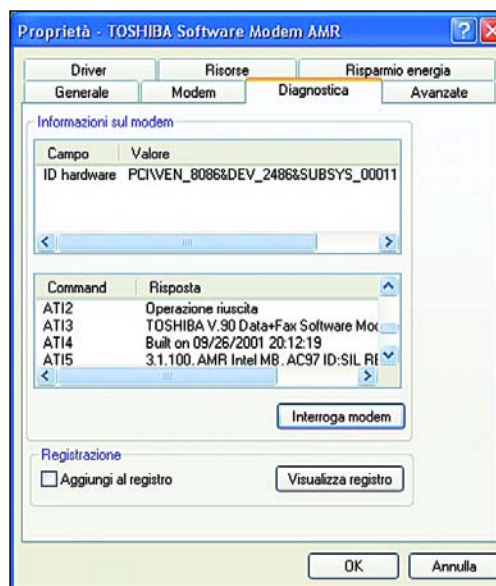 Proprietà - TOSHIBA Software Modem AMR
Driver Risorse Risparmio energia
Generale Modem Diagnostica Avanzate
Informazioni sul modem
Campo Valore
ID hardware PCI\VEN_8086&DEV_2486&SUBSYS_00011
Command Risposta
ATI2 Operazione riuscita
ATI3 TOSHIBA V.90 Data+Fax Software
ATI4 Built on 09/26/2001 20:12:19
ATI5 3.1.100. AMR Intel MB. AC97 ID:SIL
Interroga modem
Registrazione
Aggiungi al registro Visualizza registro
OK Annulla